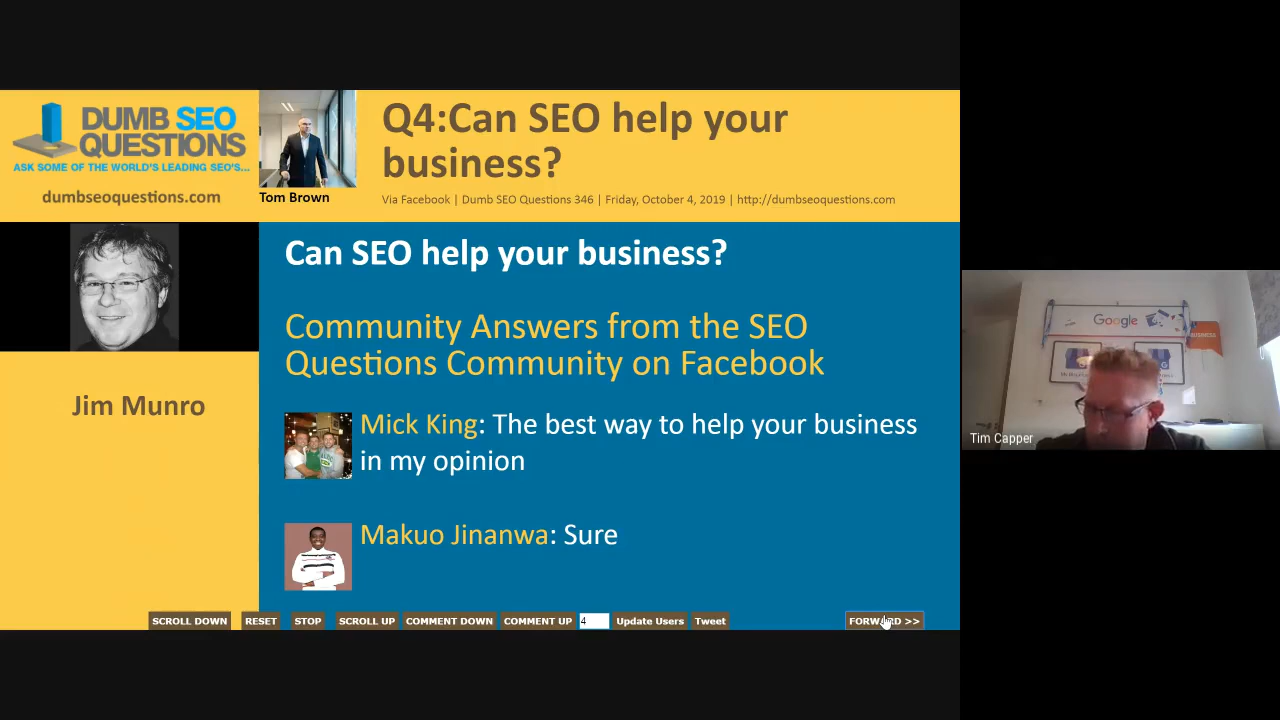 DUMB SEO
QUESTIONS
ASK SOME OF THE WORLD'S LEADING SEO'S...
dumbseoquestions.com
Tom Brown
Q4:Can SEO help your
business?
Via Facebook | Dumb SEO Questions 346 | Friday, October 4, 2019 | http://dumbseoquestions.com
Jim Munro
Can SEO help your business?
Community Answers from the SEO
Questions Community on Facebook
Mick King: The best way to help your business
in my opinion
Makuo Jinanwa: Sure
SCROLL DOWN RESET STOP SCROLL UP COMMENT DOWN COMMENT UP 4 Update Users Tweet FORWARD >>
Google
Tim Capper